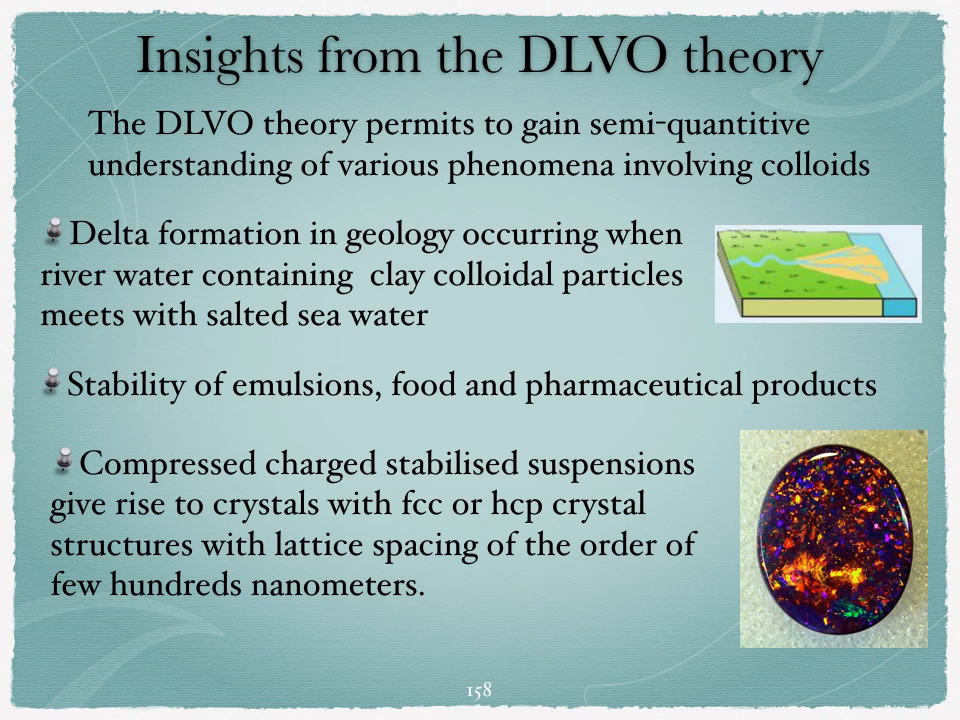 Insights from the DLVO theory
The DLVO theory permits to gain semi-quantitive
understanding of various phenomena involving colloids
Delta formation in geology occurring when
river water containing clay colloidal particles
meets with salted sea water
Stability of emulsions, food and pharmaceutical products
Compressed charged stabilised suspensions
give rise to crystals with fcc or hcp crystal
structures with lattice spacing of the order of
few hundreds nanometers.
158